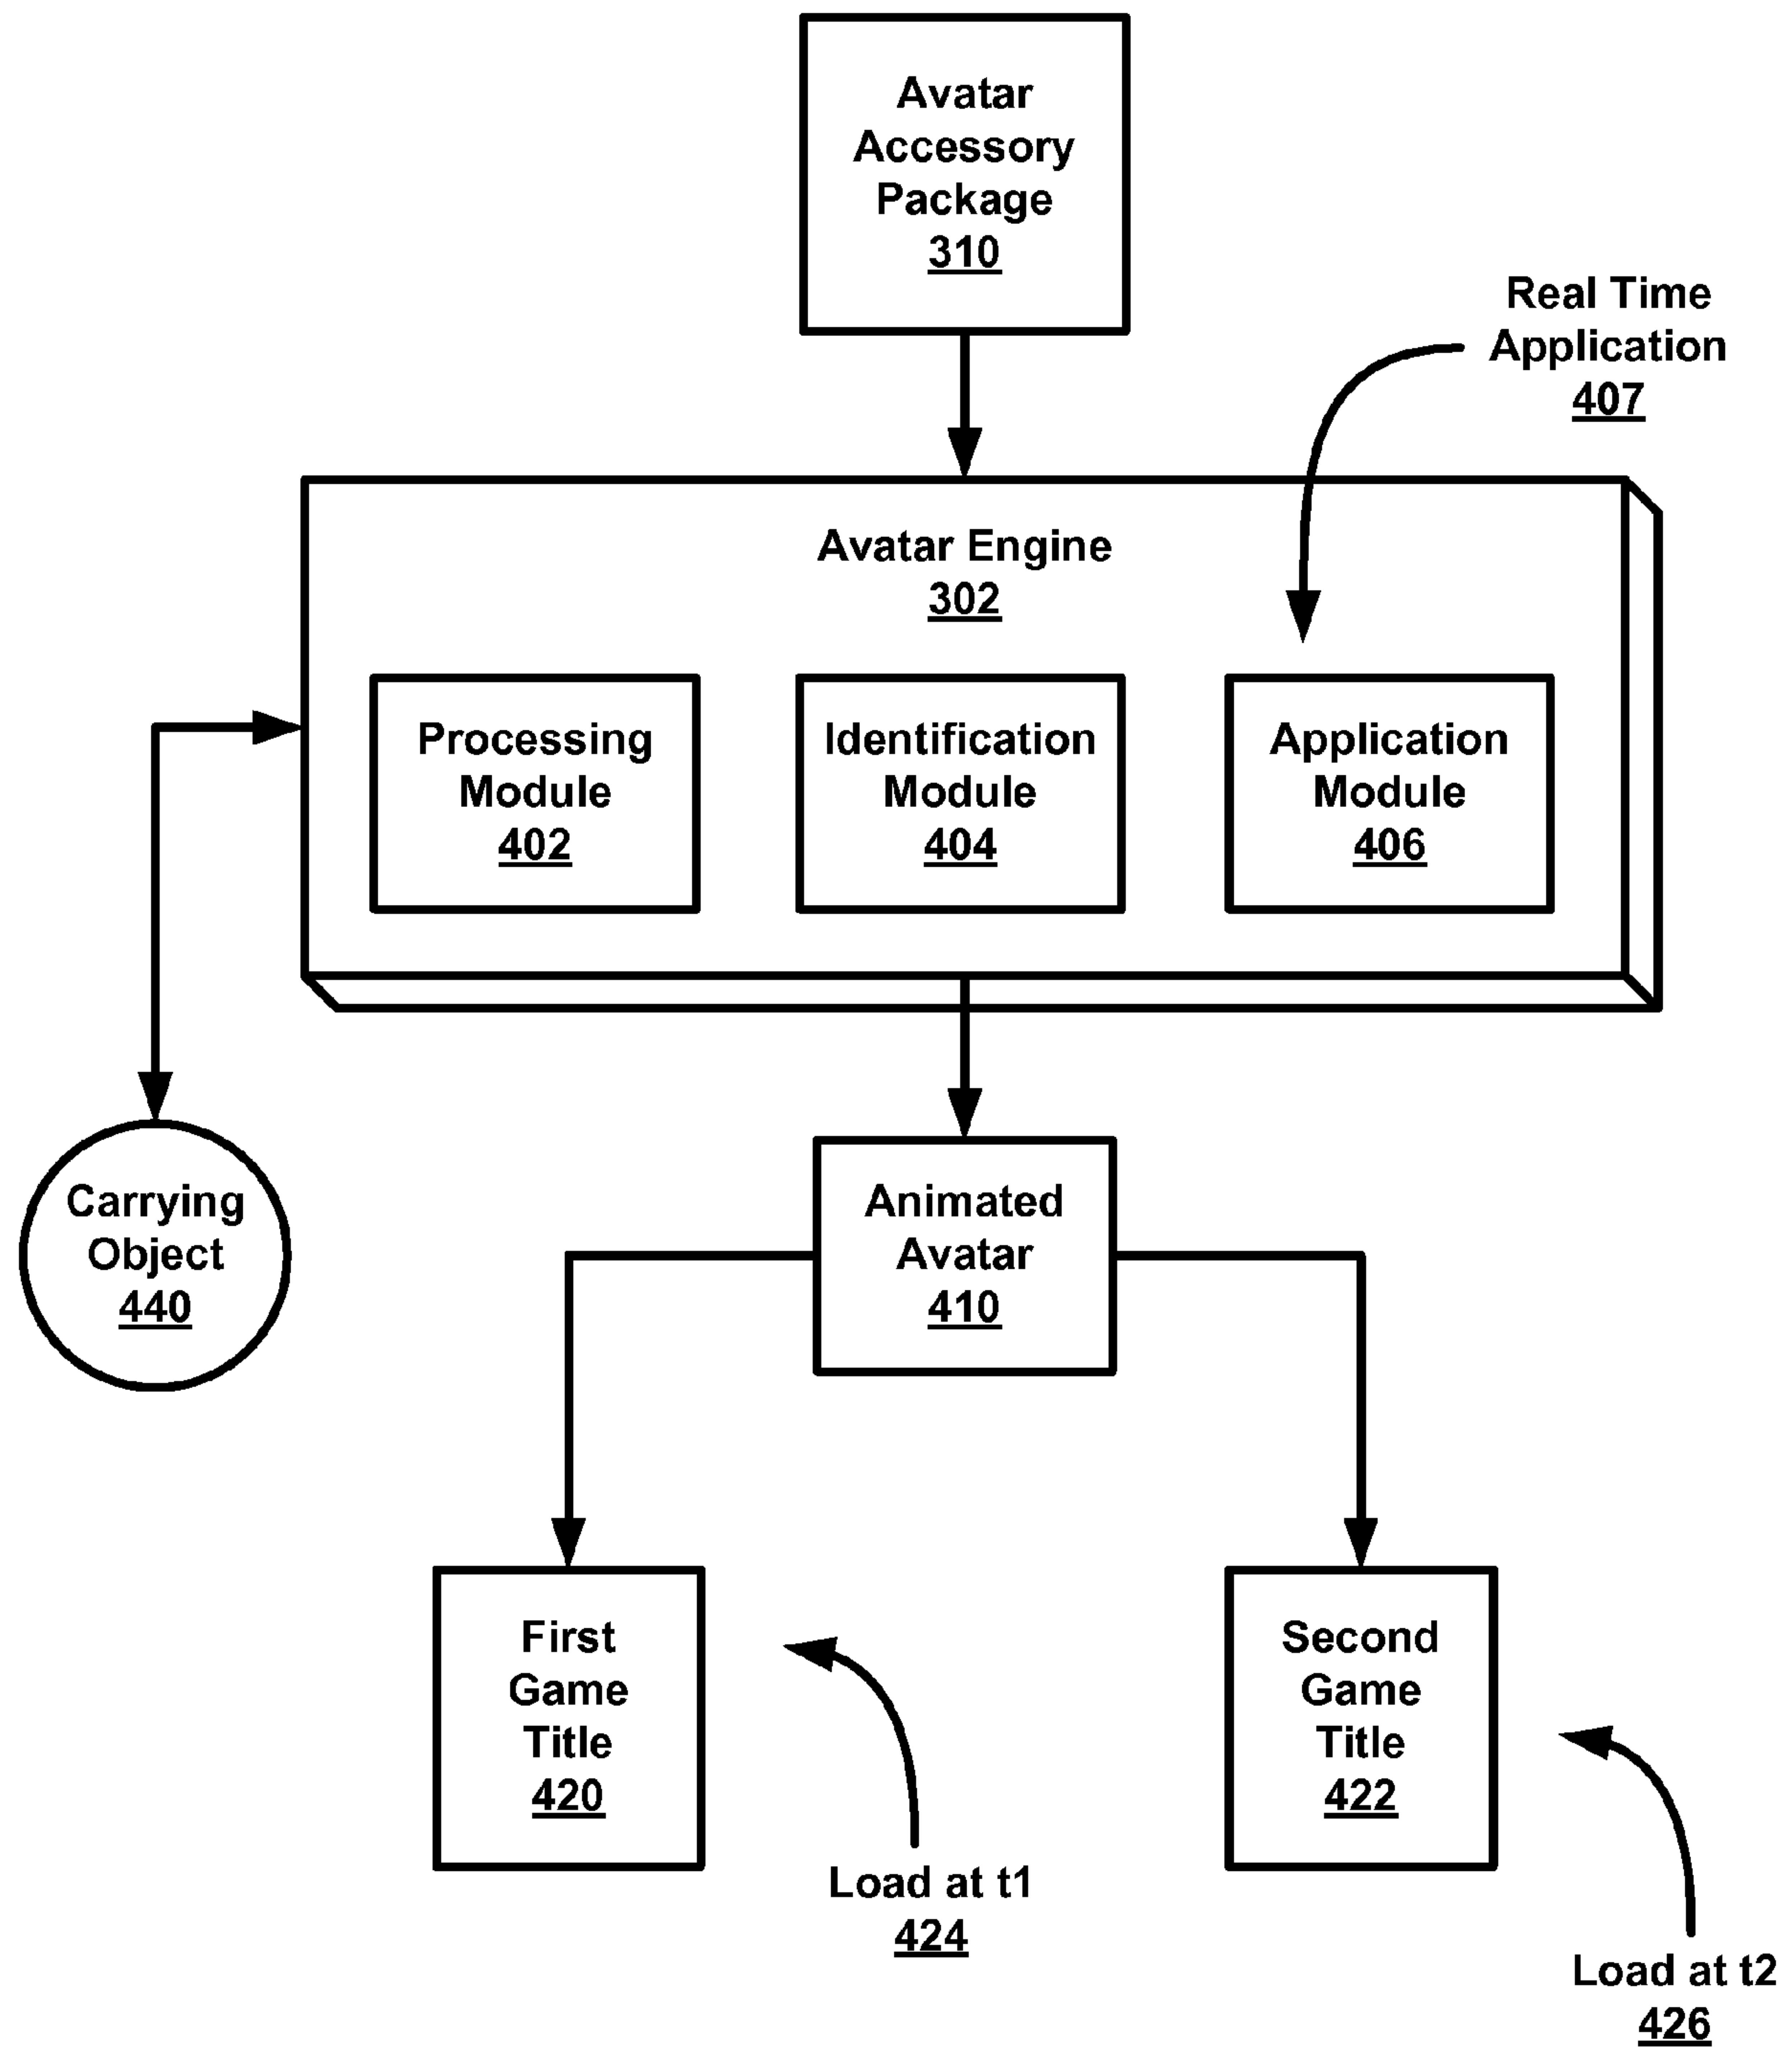 Avatar
Accessory
Package
310
Real Time
Application
407
Avatar Engine
302
Processing
Module
402
Identification
Module
404
Application
Module
406
Carrying
Object
440
Animated
Avatar
410
First
Game
Title
420
Second
Game
Title
422
Load at t1
424
Load at t2
426